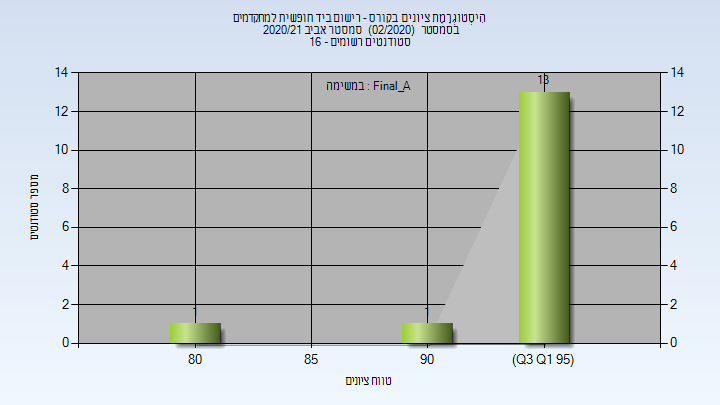 היסטוגרמת ציונים בקורס - רישום ביד חופשית למתקדמים
בסמסטר (02/2020) סמסטר אביב 2020/21
סטודנטים רשומים - 16
במשימה : Final_A
14 14
12 12
10 10
8 8
6 6
4 4
2 2
0 0
13
1
1
מספר סטודנטים
80 85 90 (Q3 Q1 95)
טווח ציונים